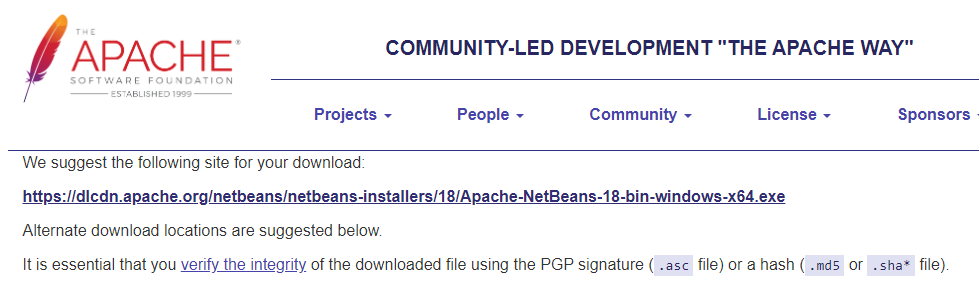 THE
APACHE®
SOFTWARE FOUNDATION
ESTABLISHED 1999
COMMUNITY-LED DEVELOPMENT "THE APACHE WAY"
Projects People Community License Sponsors
We suggest the following site for your download:
https://dlcdn.apache.org/netbeans/netbeans-installers/18/Apache-NetBeans-18-bin-windows-x64.exe
Alternate download locations are suggested below.
It is essential that you verify the integrity of the downloaded file using the PGP signature ( .asc file) or a hash ( .md5 or .sha* file).